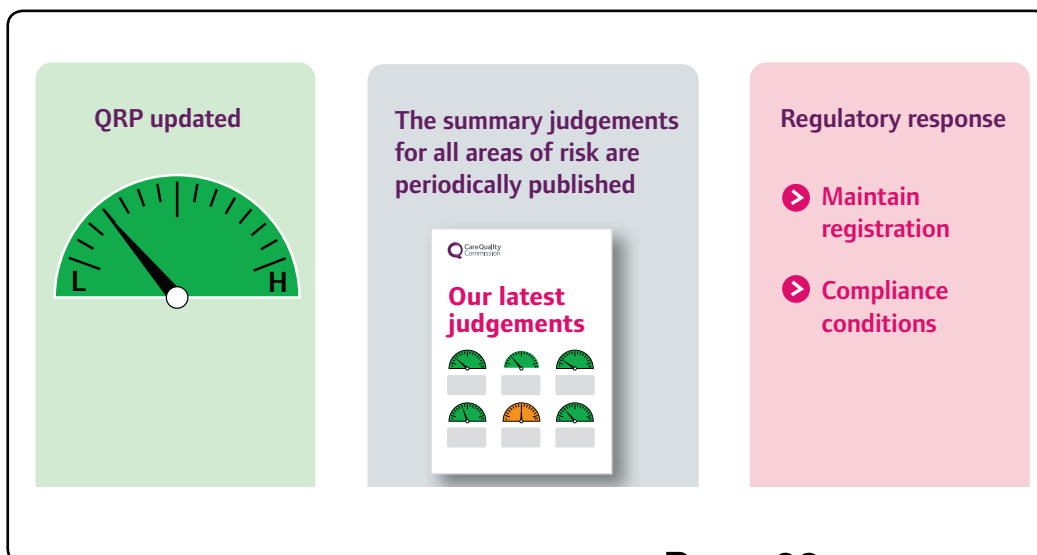 QRP updated
L
H
The summary judgements
for all areas of risk are
periodically published
CareQuality
Commission
Our latest
judgements
Regulatory response
Maintain
registration
Compliance
conditions